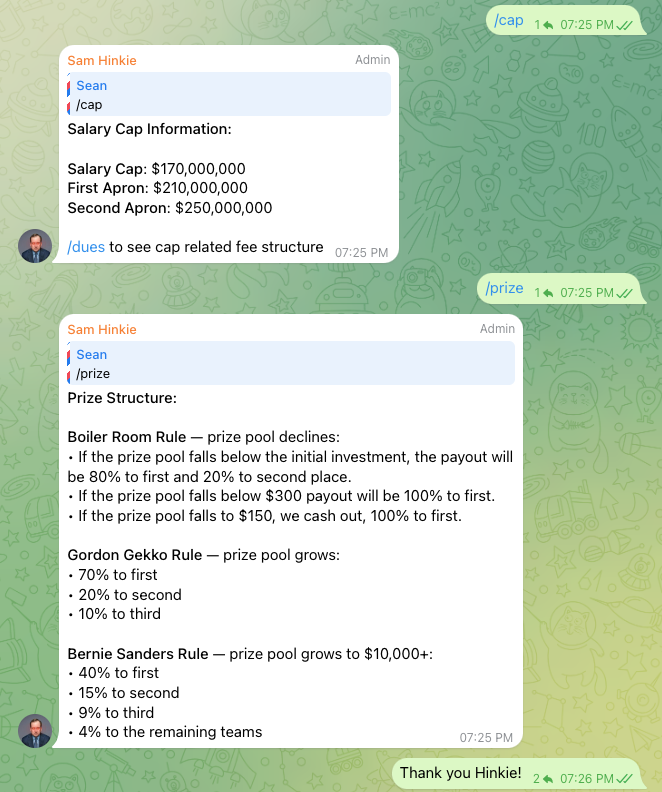 /cap 1 07:25 PM
Sam Hinkie Admin
Sean
/cap
Salary Cap Information:
Salary Cap: $170,000,000
First Apron: $210,000,000
Second Apron: $250,000,000
/dues to see cap related fee structure 07:25 PM
/prize 1 07:25 PM
Sam Hinkie Admin
Sean
/prize
Prize Structure:
Boiler Room Rule — prize pool declines:
• If the prize pool falls below the initial investment, the payout will
be 80% to first and 20% to second place.
• If the prize pool falls below $300 payout will be 100% to first.
• If the prize pool falls to $150, we cash out, 100% to first.
Gordon Gekko Rule — prize pool grows:
• 70% to first
• 20% to second
• 10% to third
Bernie Sanders Rule — prize pool grows to $10,000+:
• 40% to first
• 15% to second
• 9% to third
• 4% to the remaining teams 07:25 PM
Thank you Hinkie! 2 07:26 PM